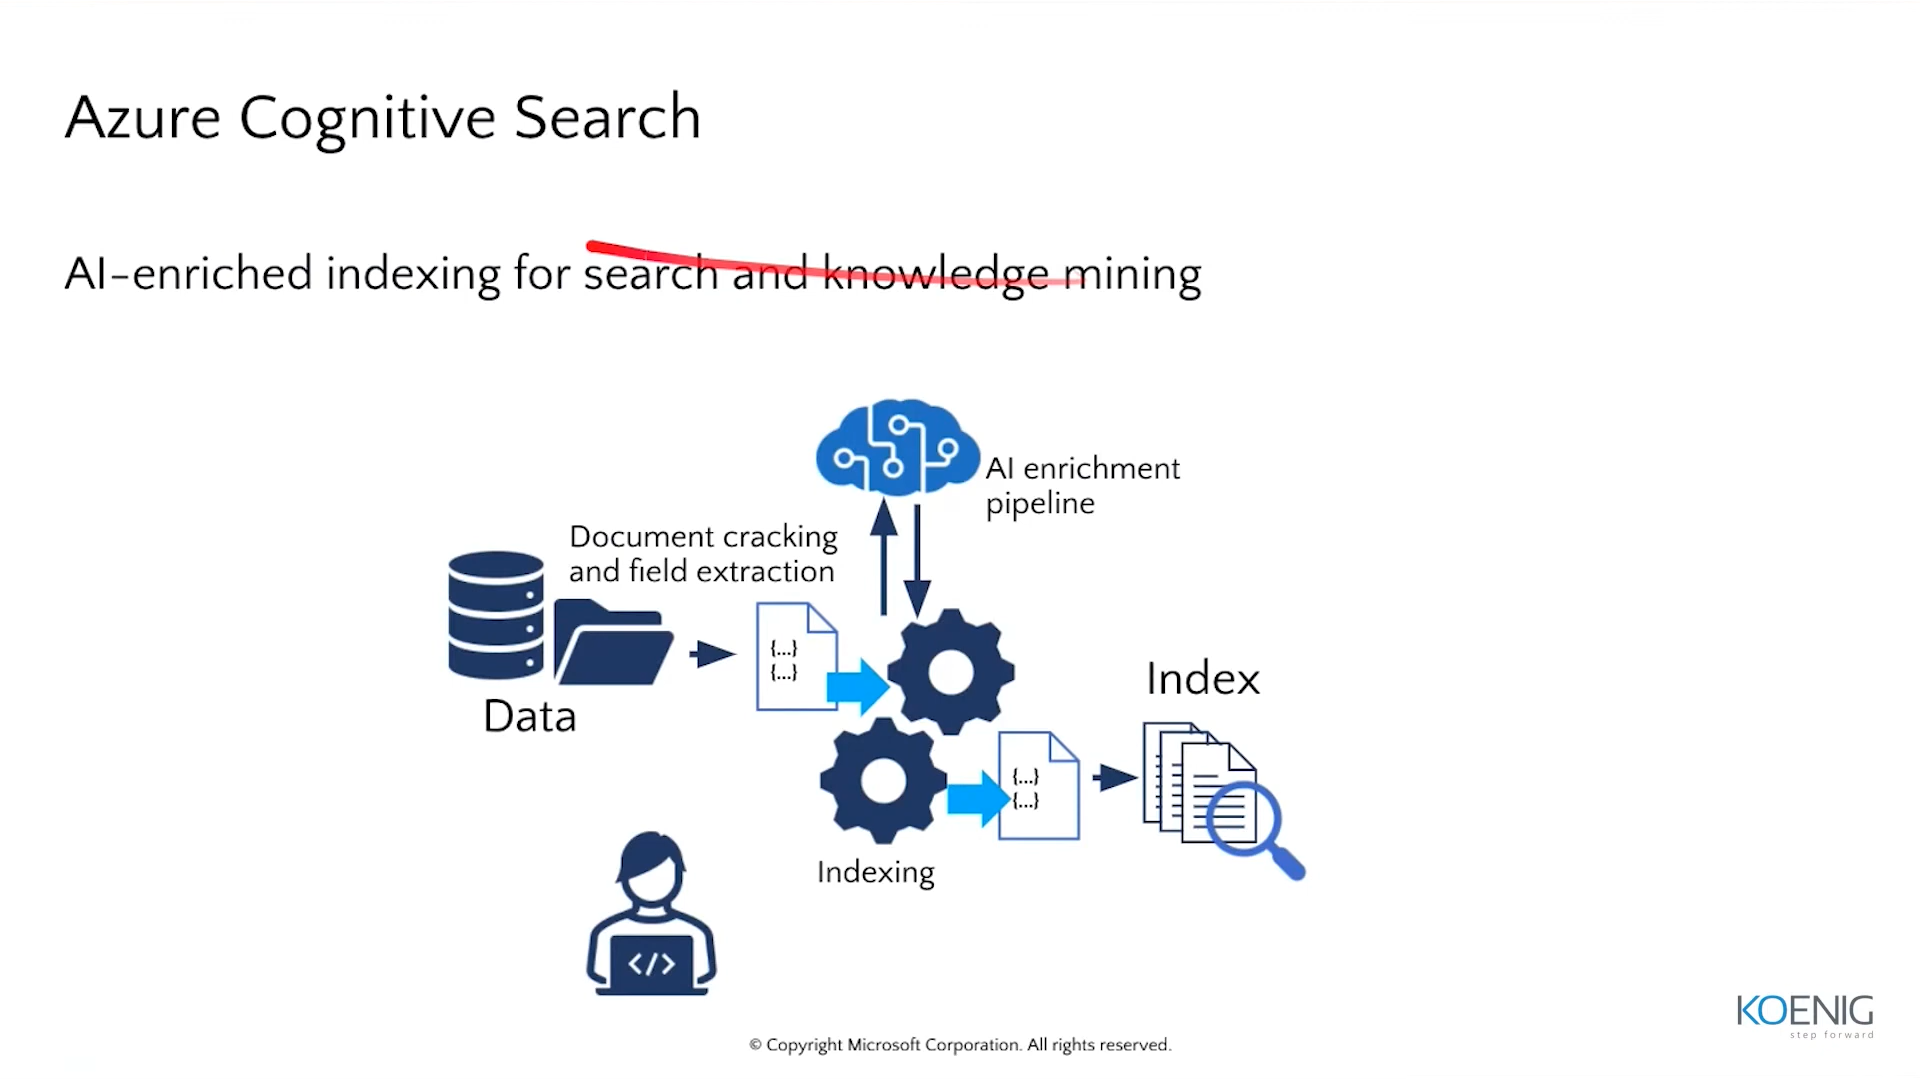 Azure Cognitive Search
AI-enriched indexing for search and knowledge mining
AI enrichment
pipeline
Document cracking
and field extraction
{...}
{...}
Data
Index
{...}
{...}
Indexing
</>
KOENIG
step forward
© Copyright Microsoft Corporation. All rights reserved.